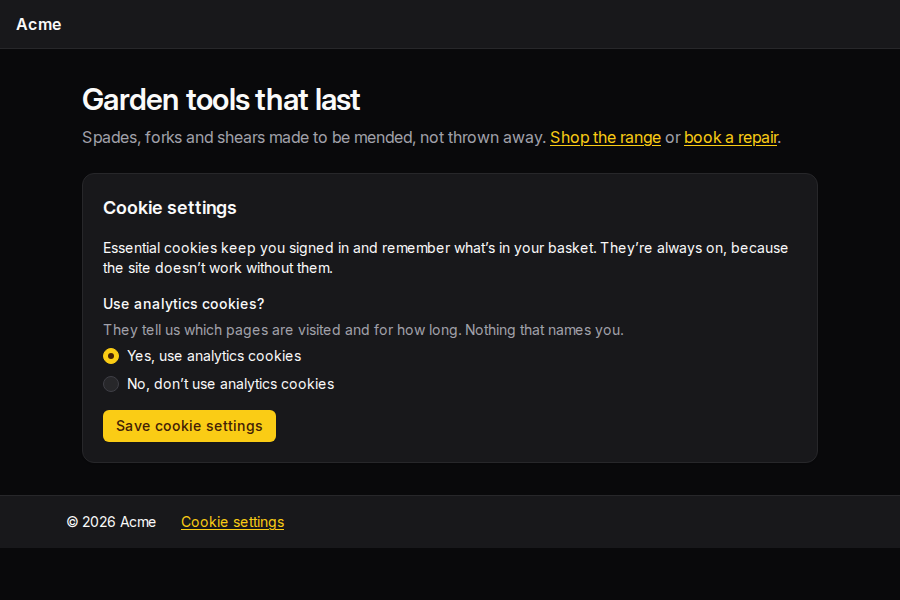 Acme
Garden tools that last
Spades, forks and shears made to be mended, not thrown away. Shop the range or book a repair.
Cookie settings
Essential cookies keep you signed in and remember what’s in your basket. They’re always on, because
the site doesn’t work without them.
Use analytics cookies?
They tell us which pages are visited and for how long. Nothing that names you.
Yes, use analytics cookies
No, don’t use analytics cookies
Save cookie settings
© 2026 Acme Cookie settings